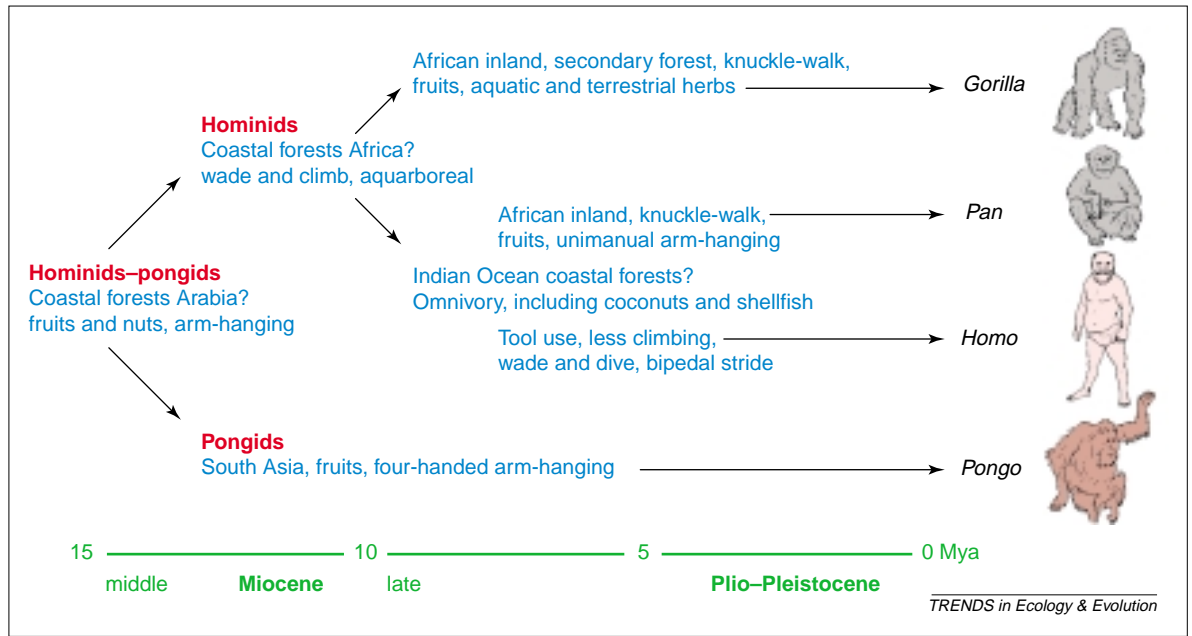 African inland, secondary forest, knuckle-walk,
fruits, aquatic and terrestrial herbs
Gorilla
Hominids
Coastal forests Africa?
wade and climb, aquarboreal
African inland, knuckle-walk,
fruits, unimanual arm-hanging
Pan
Hominids–pongids
Coastal forests Arabia?
fruits and nuts, arm-hanging
Indian Ocean coastal forests?
Omnivory, including coconuts and shellfish
Tool use, less climbing,
wade and dive, bipedal stride
Homo
Pongids
South Asia, fruits, four-handed arm-hanging
Pongo
15 10 5 0 Mya
middle Miocene late Plio–Pleistocene
TRENDS in Ecology & Evolution